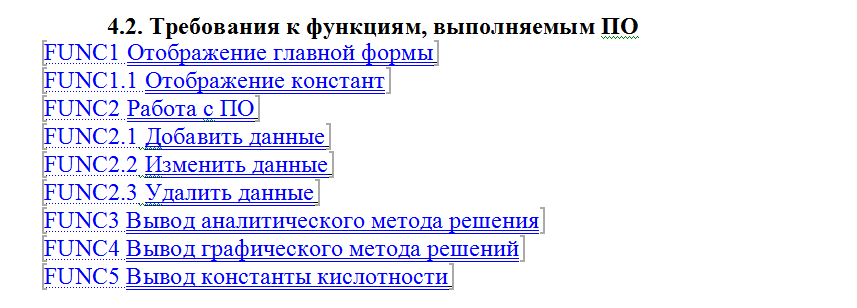 4.2. Требования к функциям, выполняемым ПО
FUNC1 Отображение главной формы
FUNC1.1 Отображение констант
FUNC2 Работа с ПО
FUNC2.1 Добавить данные
FUNC2.2 Изменить данные
FUNC2.3 Удалить данные
FUNC3 Вывод аналитического метода решения
FUNC4 Вывод графического метода решений
FUNC5 Вывод константы кислотности